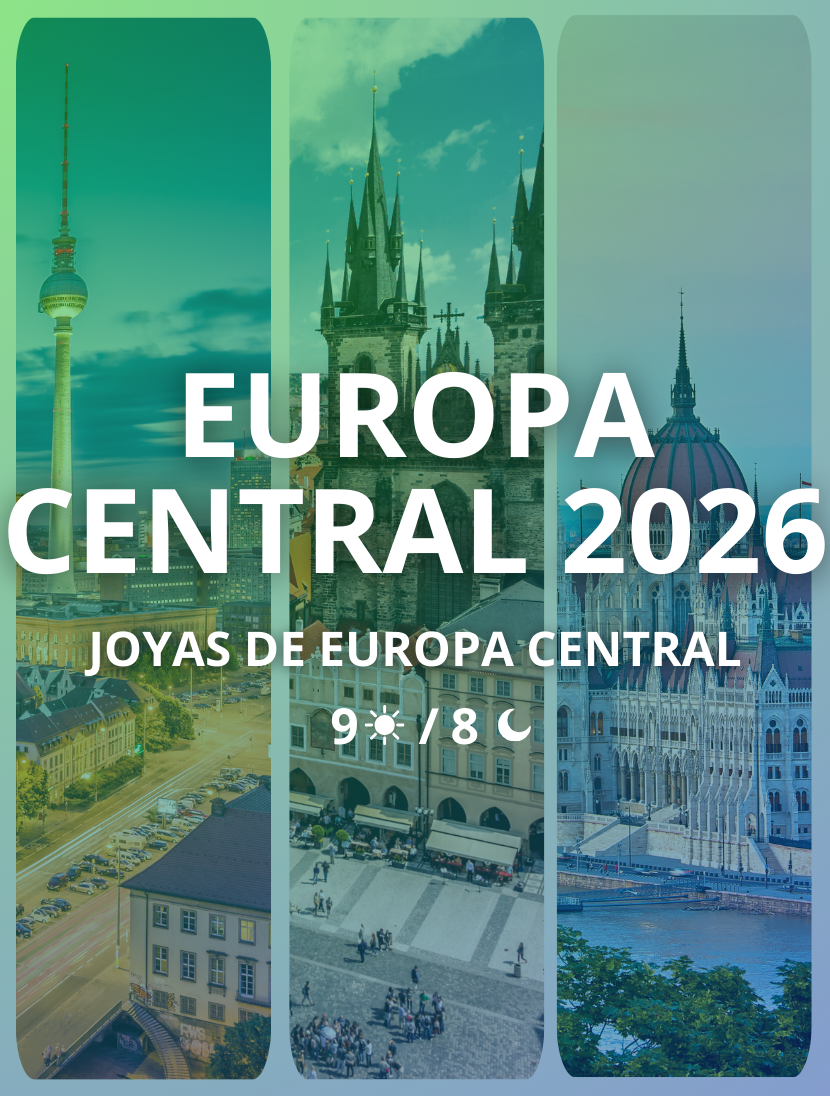 EUROPA
CENTRAL 2026
JOYAS DE EUROPA CENTRAL
9☀/8☾